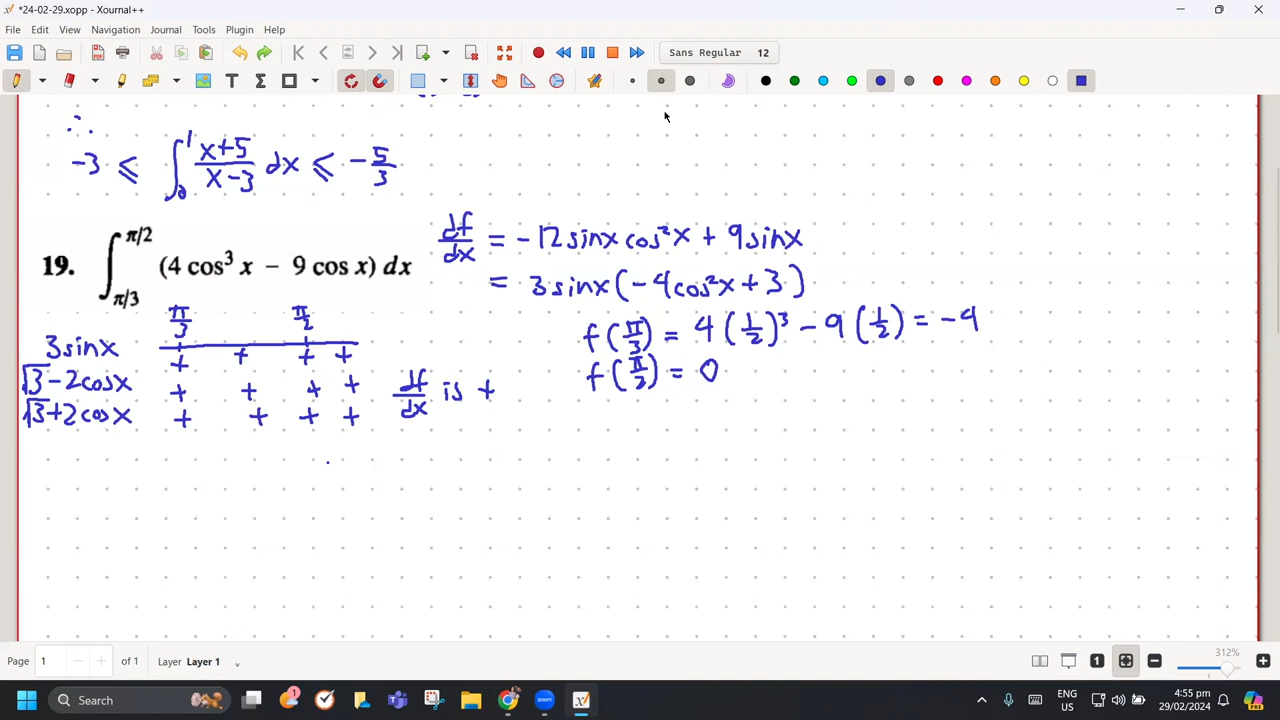 *24-02-29.xopp - Xournal++
File Edit View Navigation Journal Tools Plugin Help
Sans Regular 12
∴
-3 ⩽ ∫₀¹ (x+5)/(x-3) dx ⩽ -5/3
19. ∫_{π/3}^{π/2} (4 cos³ x − 9 cos x) dx
df/dx = -12sinx cos²x + 9sinx
= 3sinx(-4cos²x+3)
f(π/3) = 4(1/2)³ - 9(1/2) = -4
f(π/2) = 0
π/3 π/2
3sinx + + + +
√3-2cosx + + + +
√3+2cosx + + + +
df/dx is +
Page 1 of 1 Layer Layer 1
312%
Search
1
ENG
US
4:55 pm
29/02/2024